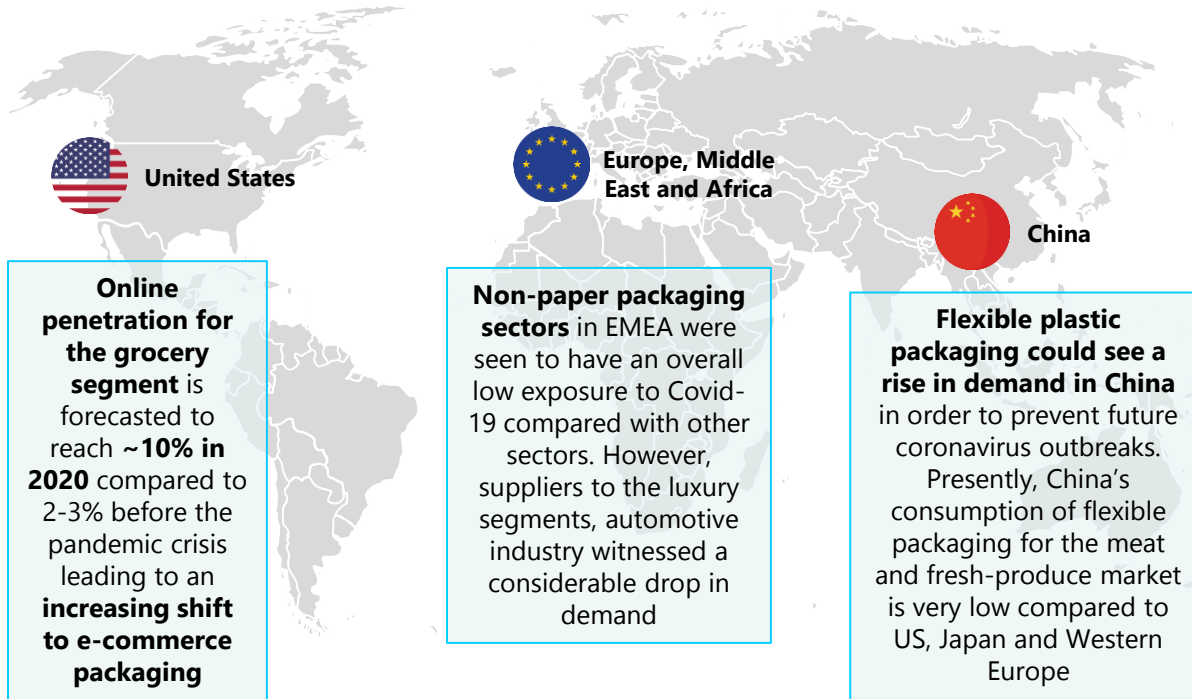 United States
Online
penetration for
the grocery
segment is
forecasted to
reach ~10% in
2020 compared to
2-3% before the
pandemic crisis
leading to an
increasing shift
to e-commerce
packaging
Europe, Middle
East and Africa
Non-paper packaging
sectors in EMEA were
seen to have an overall
low exposure to Covid-
19 compared with other
sectors. However,
suppliers to the luxury
segments, automotive
industry witnessed a
considerable drop in
demand
China
Flexible plastic
packaging could see a
rise in demand in China
in order to prevent future
coronavirus outbreaks.
Presently, China’s
consumption of flexible
packaging for the meat
and fresh-produce market
is very low compared to
US, Japan and Western
Europe